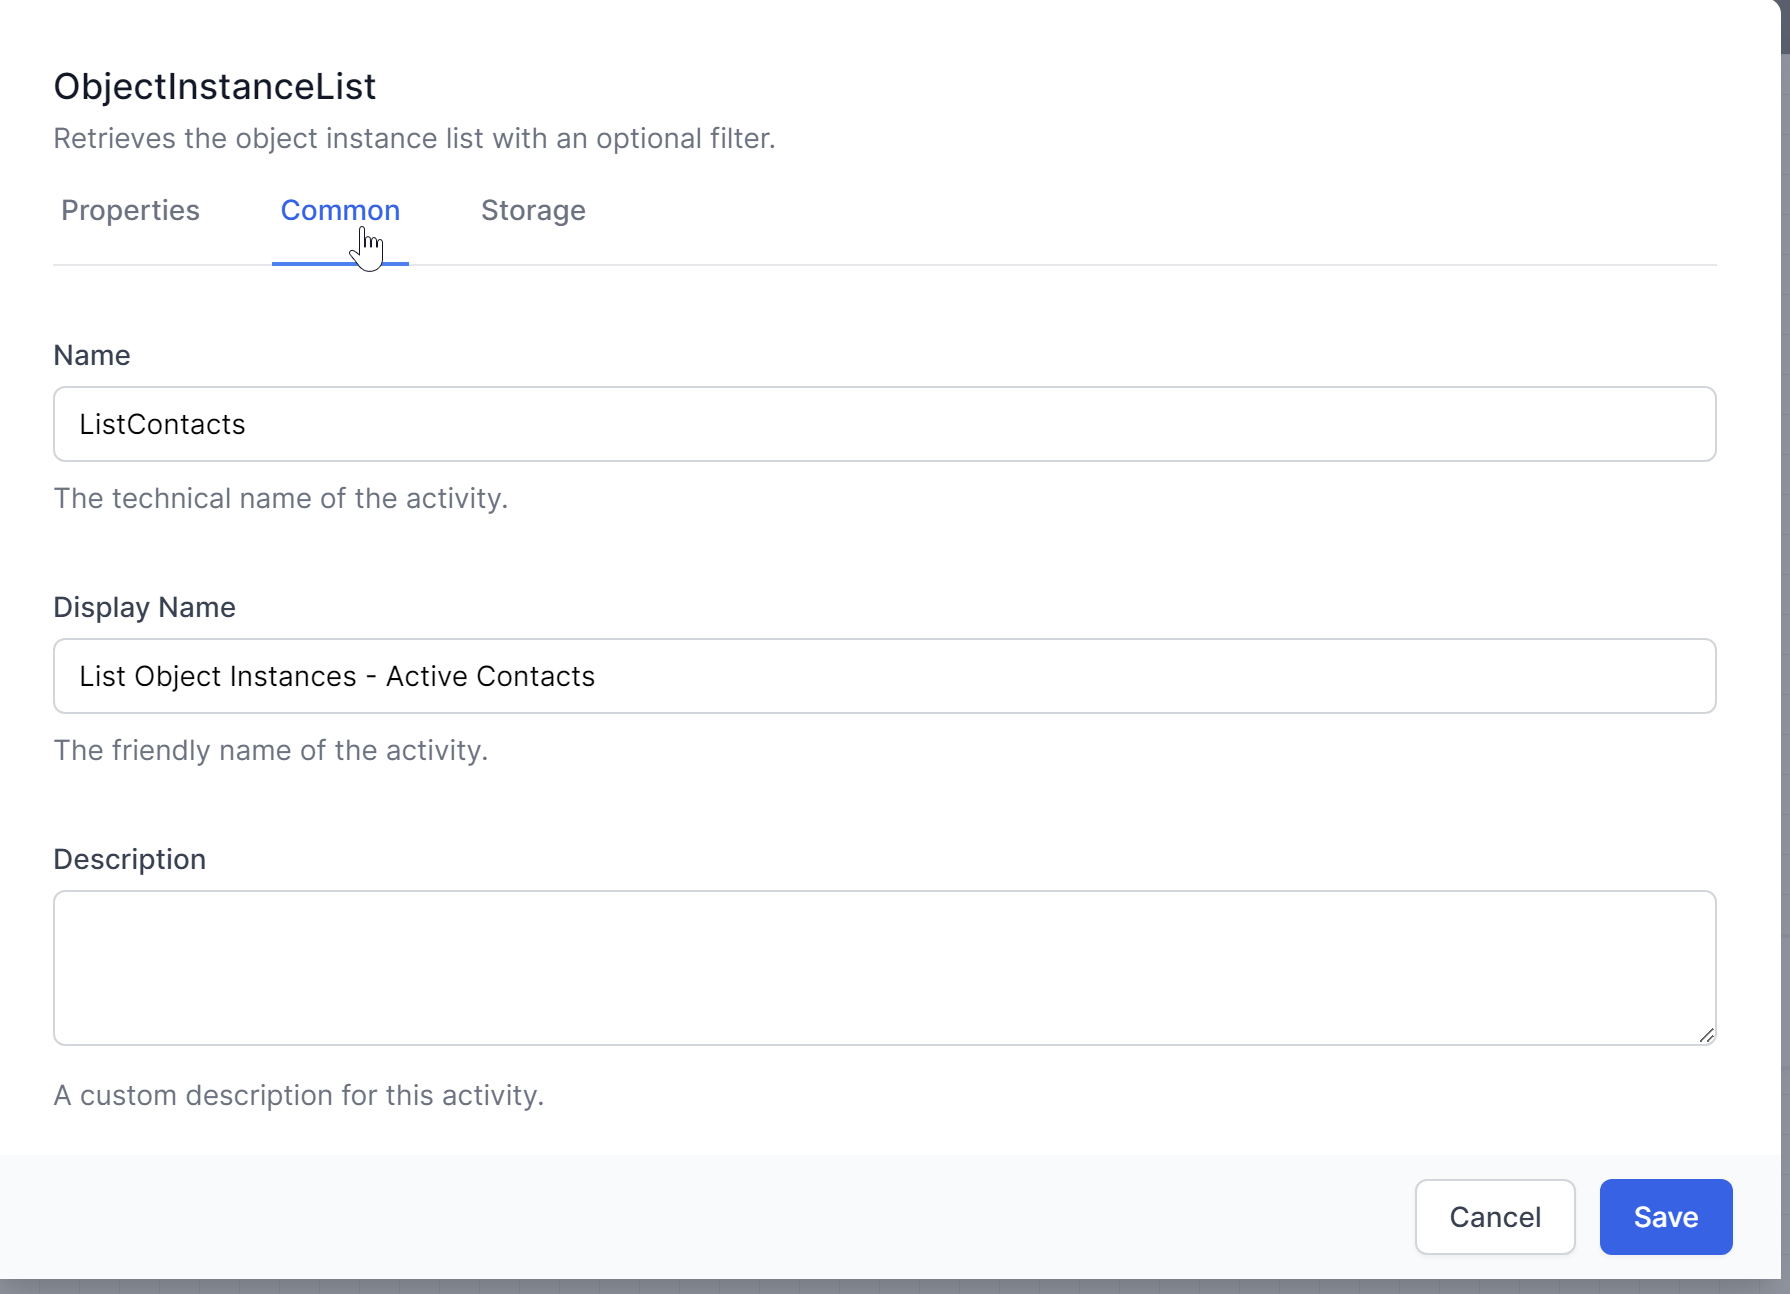 ObjectInstanceList
Retrieves the object instance list with an optional filter.
Properties Common Storage
Name
ListContacts
The technical name of the activity.
Display Name
List Object Instances - Active Contacts
The friendly name of the activity.
Description
A custom description for this activity.
Cancel Save